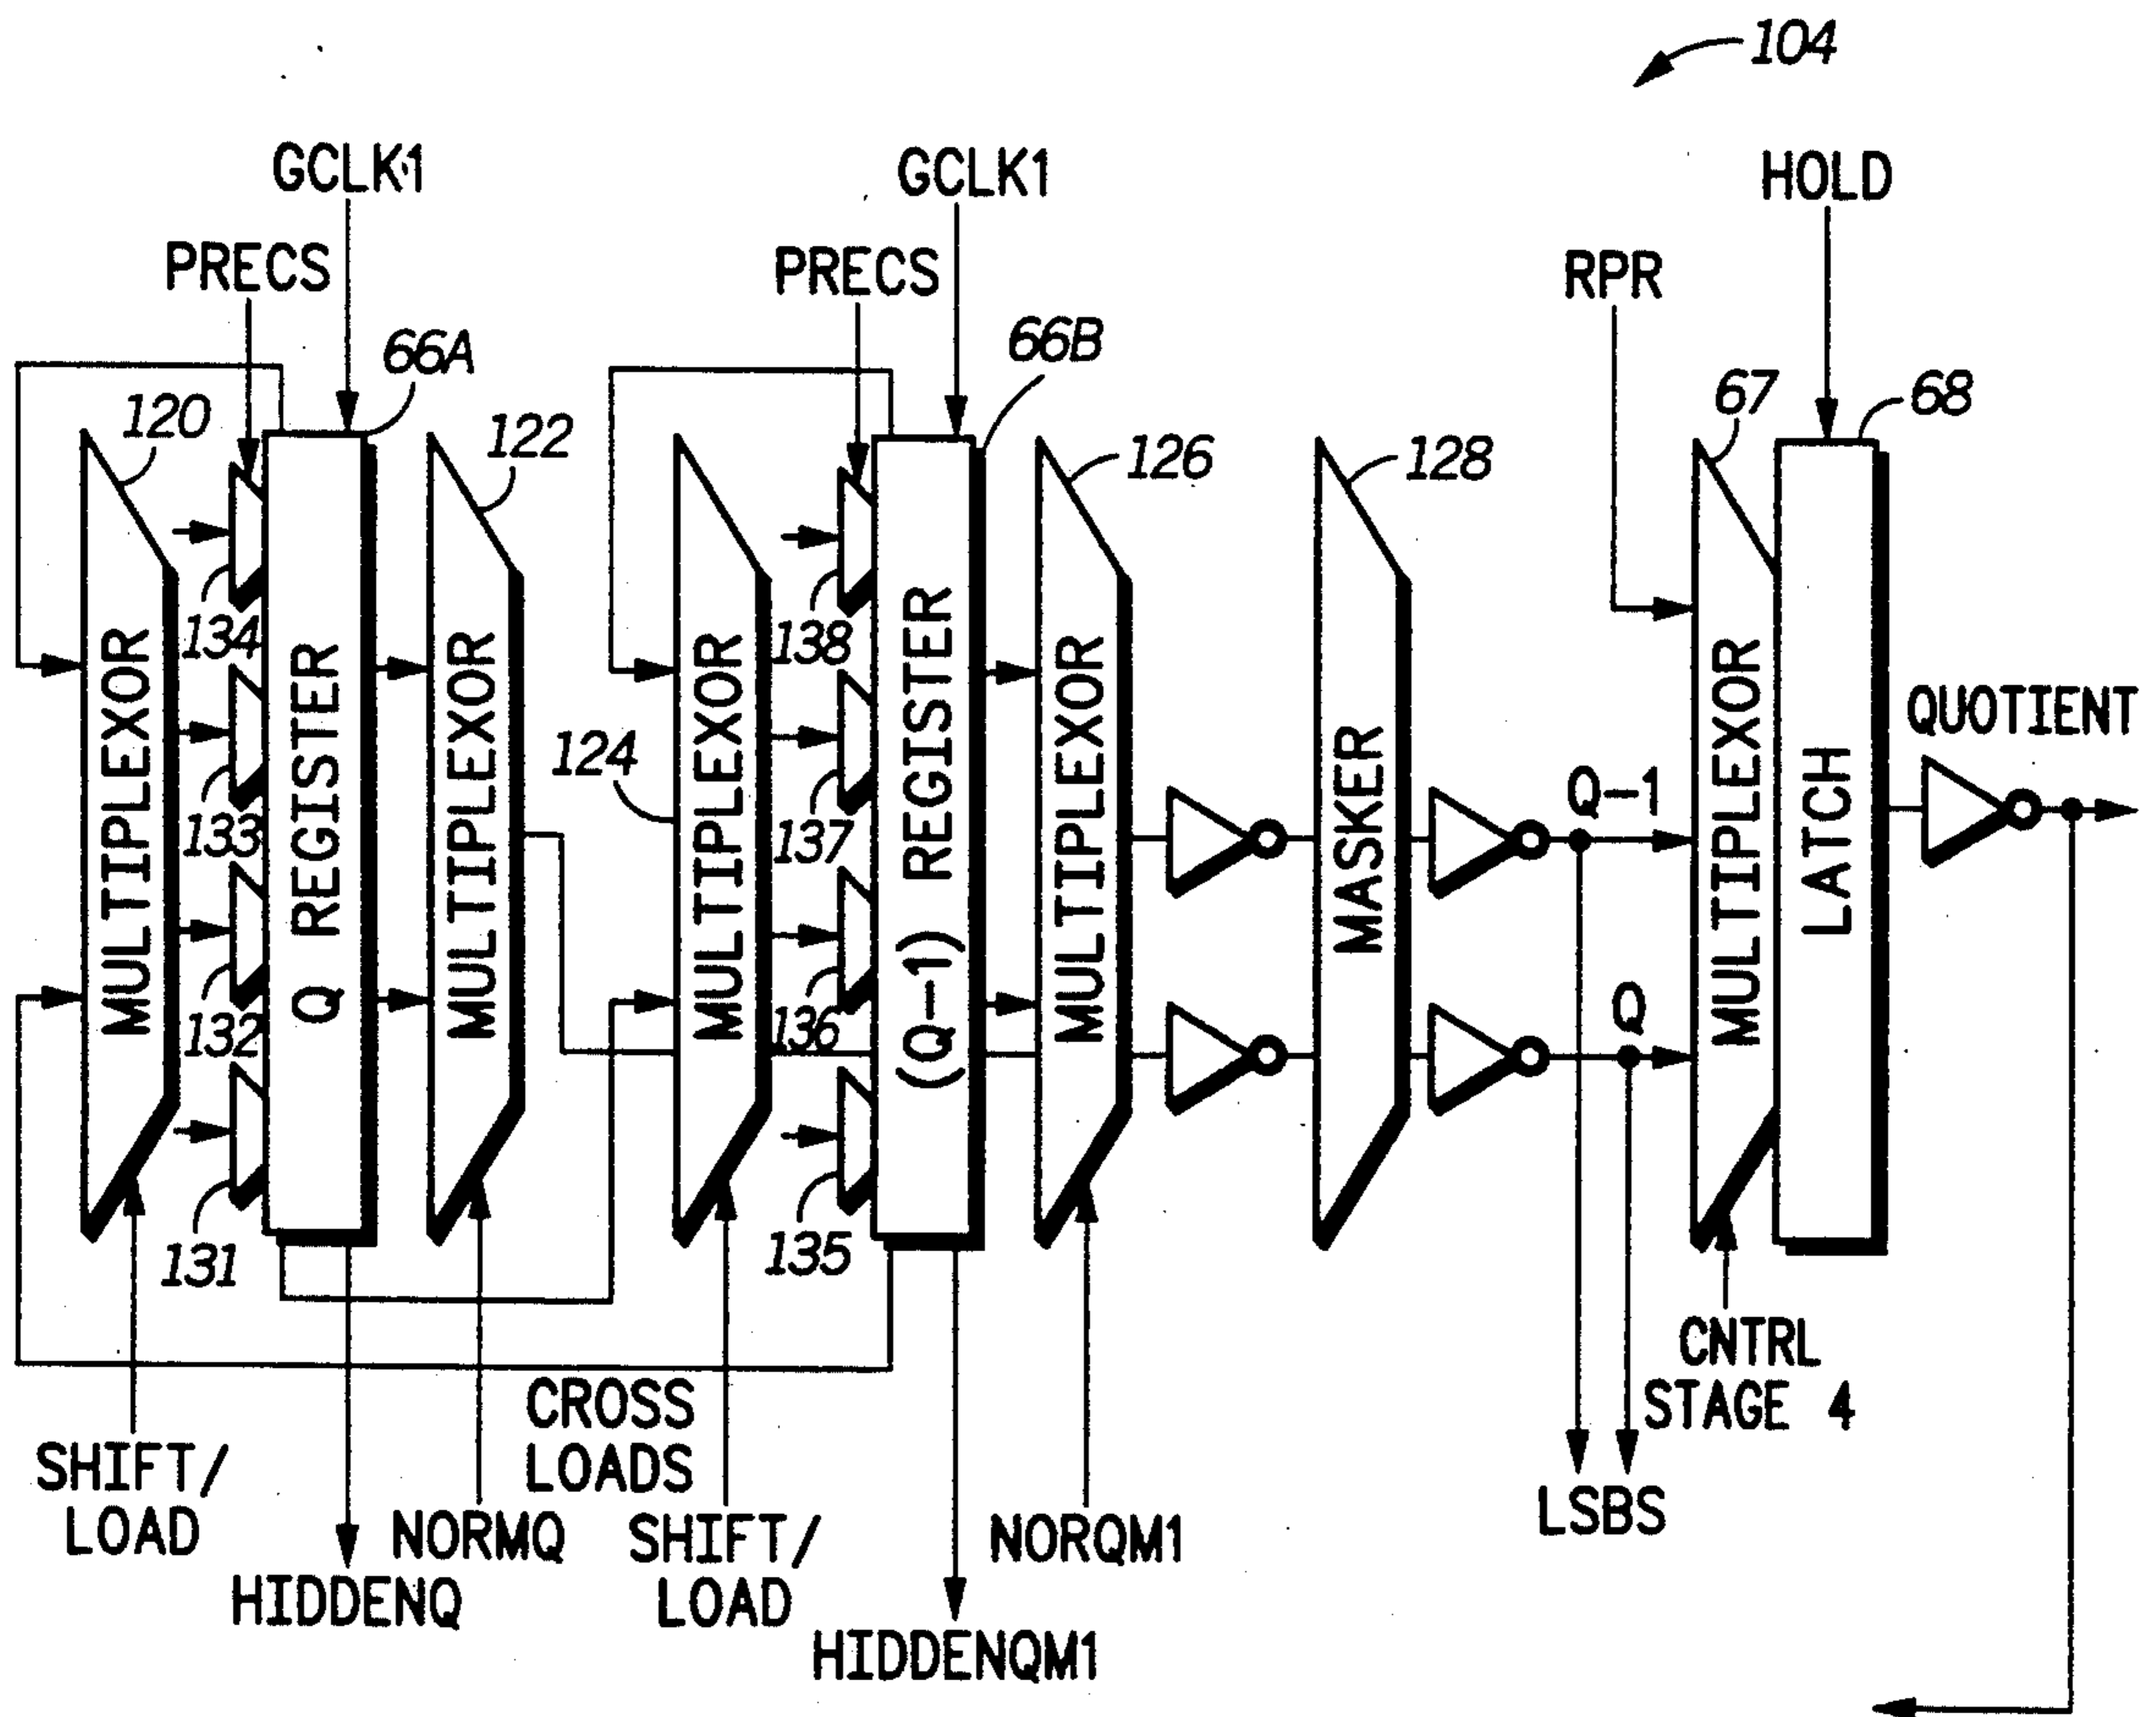 104
GCLK1
GCLK1
HOLD
PRECS
PRECS
RPR
66A
66B
120
122
126
128
67
68
134
138
133
137
132
136
131
135
124
MULTIPLEXOR
Q REGISTER
MULTIPLEXOR
MULTIPLEXOR
(Q-1) REGISTER
MULTIPLEXOR
MASKER
MULTIPLEXOR
LATCH
QUOTIENT
Q-1
Q
CNTRL
STAGE 4
CROSS
LOADS
SHIFT/
LOAD
LSBS
NORMQ
SHIFT/
LOAD
NORQM1
HIDDENQ
HIDDENQM1